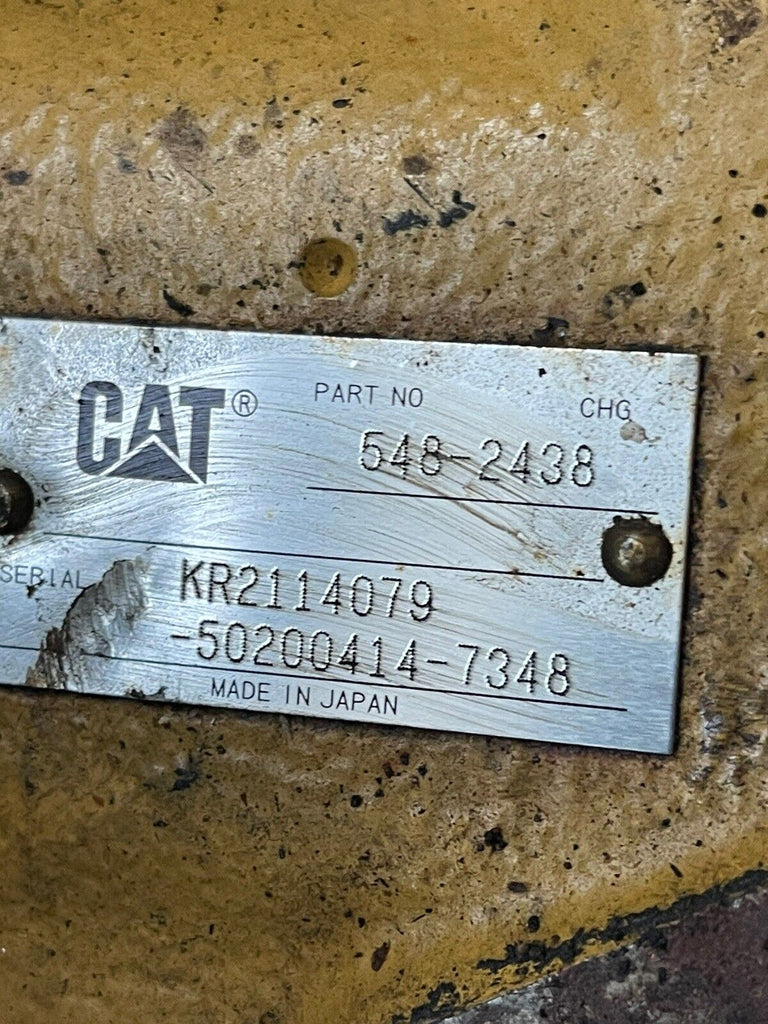 CAT®
PART NO CHG
548-2438
SERIAL KR2114079
-50200414-7348
MADE IN JAPAN